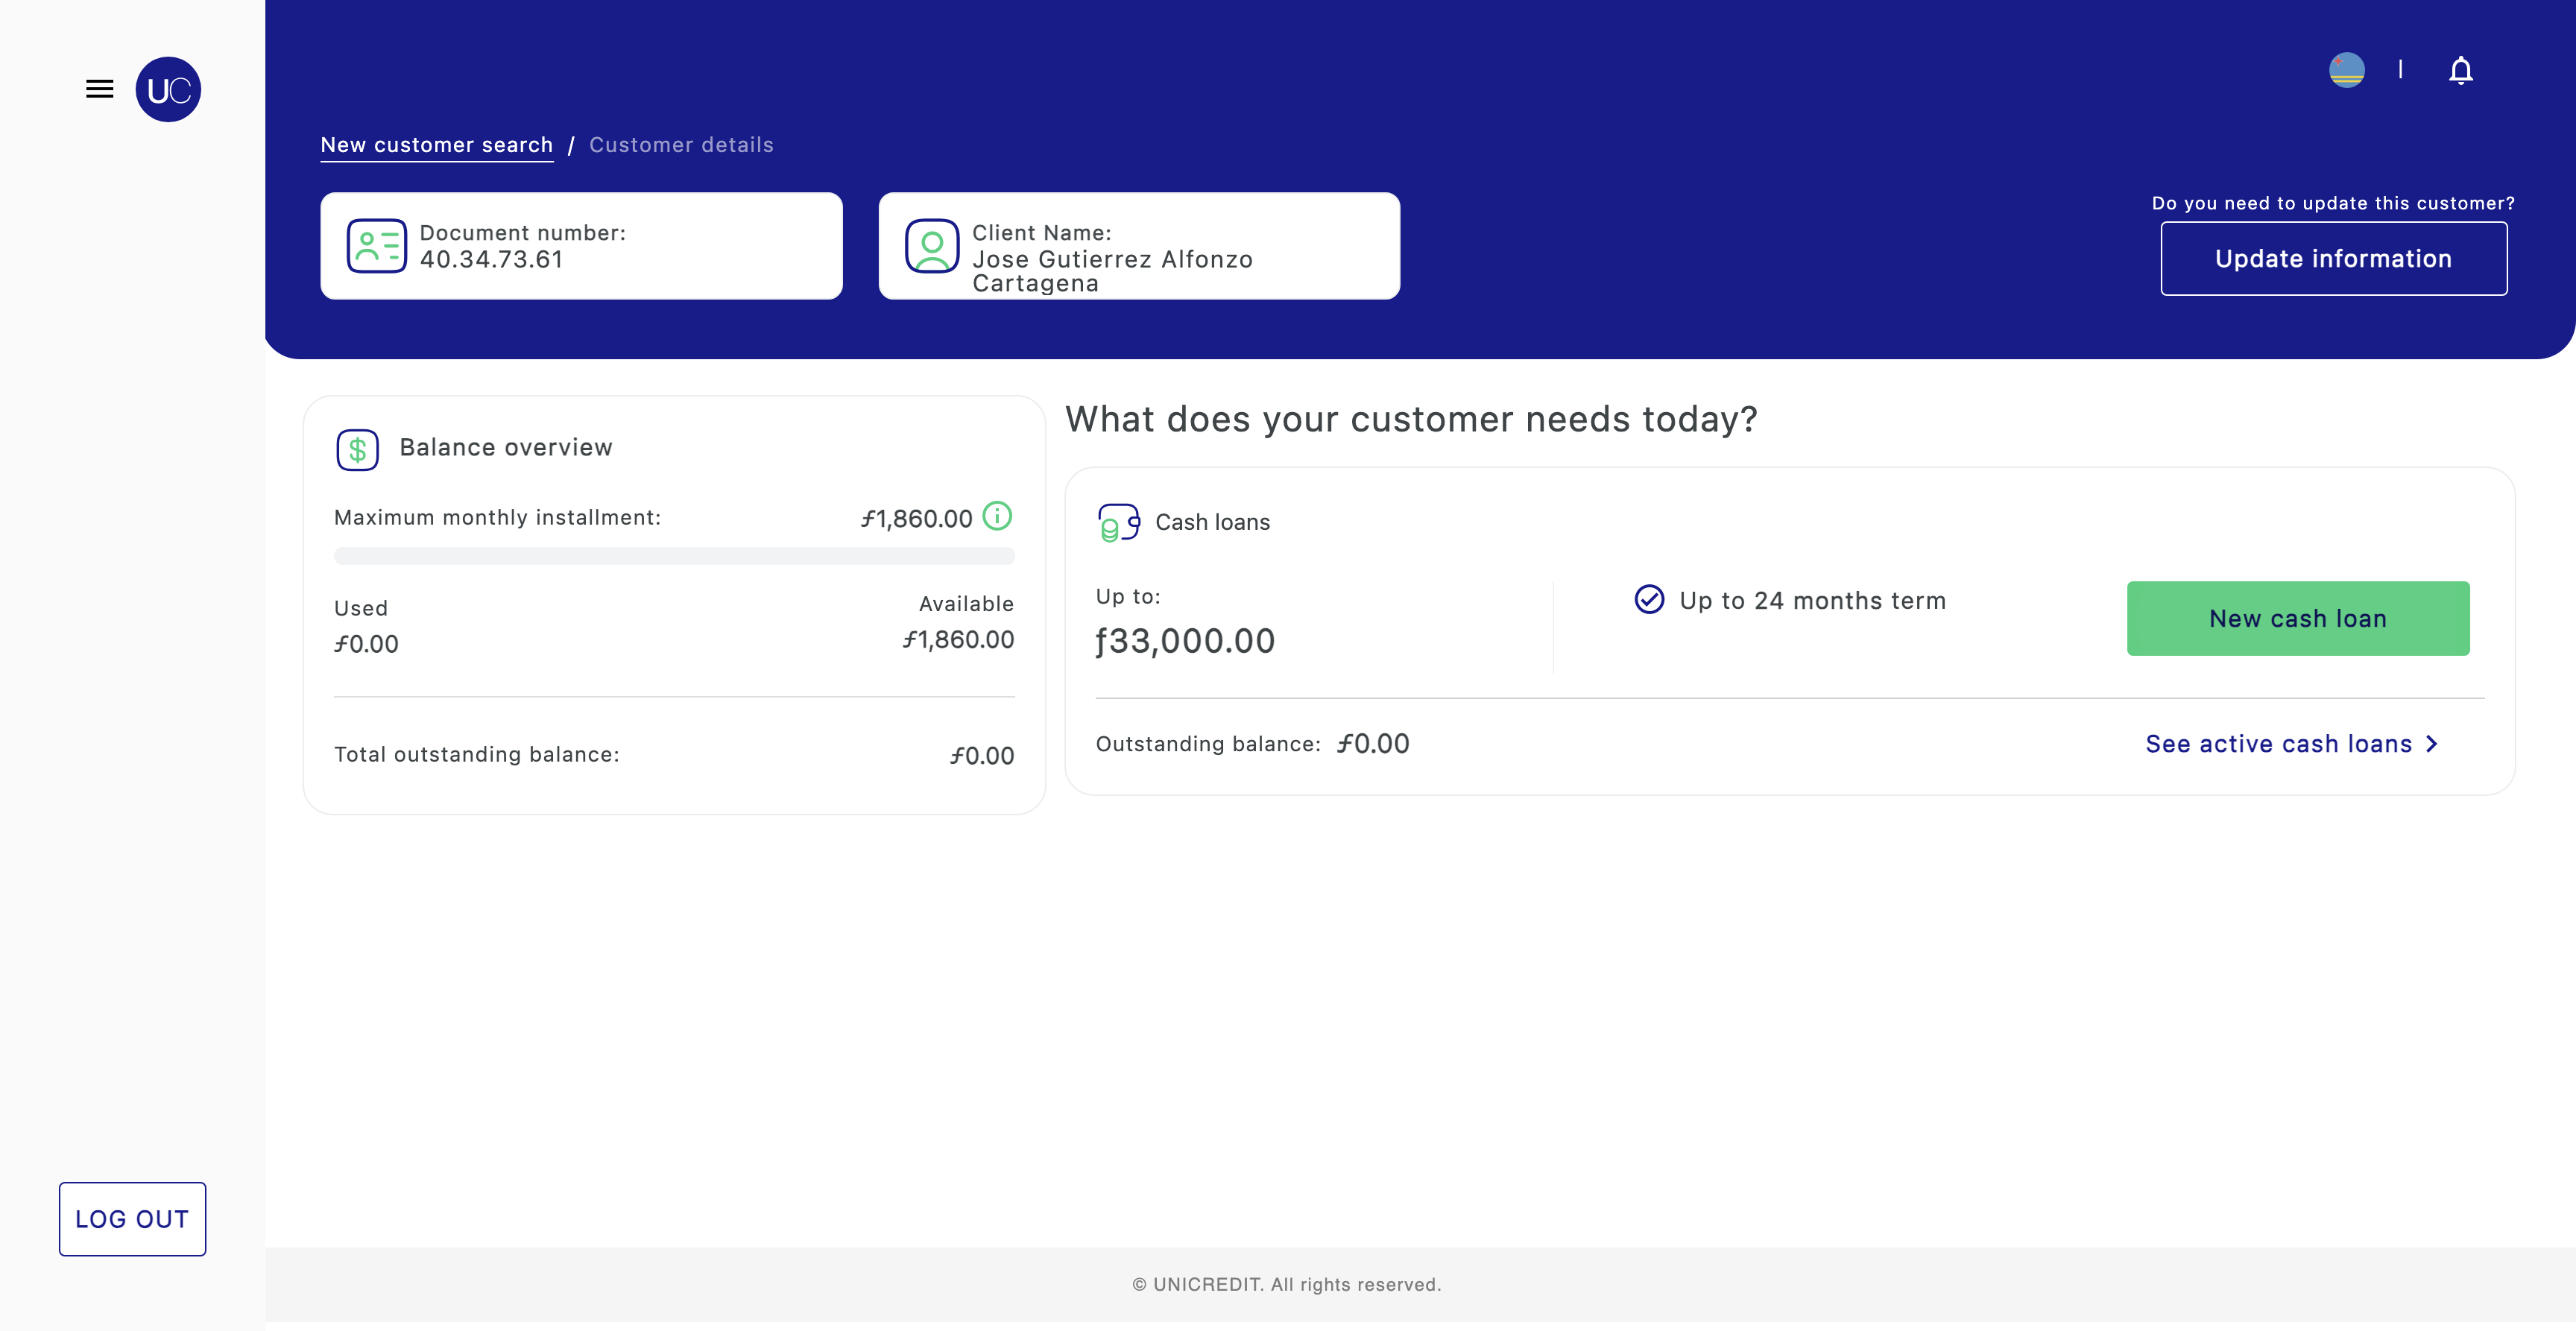 UC
New customer search / Customer details
Document number:
40.34.73.61
Client Name:
Jose Gutierrez Alfonzo
Cartagena
Do you need to update this customer?
Update information
Balance overview
Maximum monthly installment: ƒ1,860.00
Used
ƒ0.00
Available
ƒ1,860.00
Total outstanding balance: ƒ0.00
What does your customer needs today?
Cash loans
Up to:
ƒ33,000.00
Up to 24 months term
New cash loan
Outstanding balance: ƒ0.00
See active cash loans
LOG OUT
© UNICREDIT. All rights reserved.